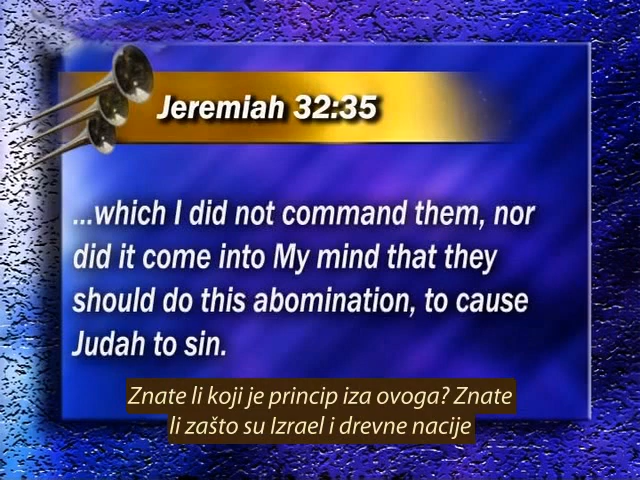 Jeremiah 32:35
...which I did not command them, nor
did it come into My mind that they
should do this abomination, to cause
Judah to sin.
Znate li koji je princip iza ovoga? Znate
li zašto su Izrael i drevne nacije